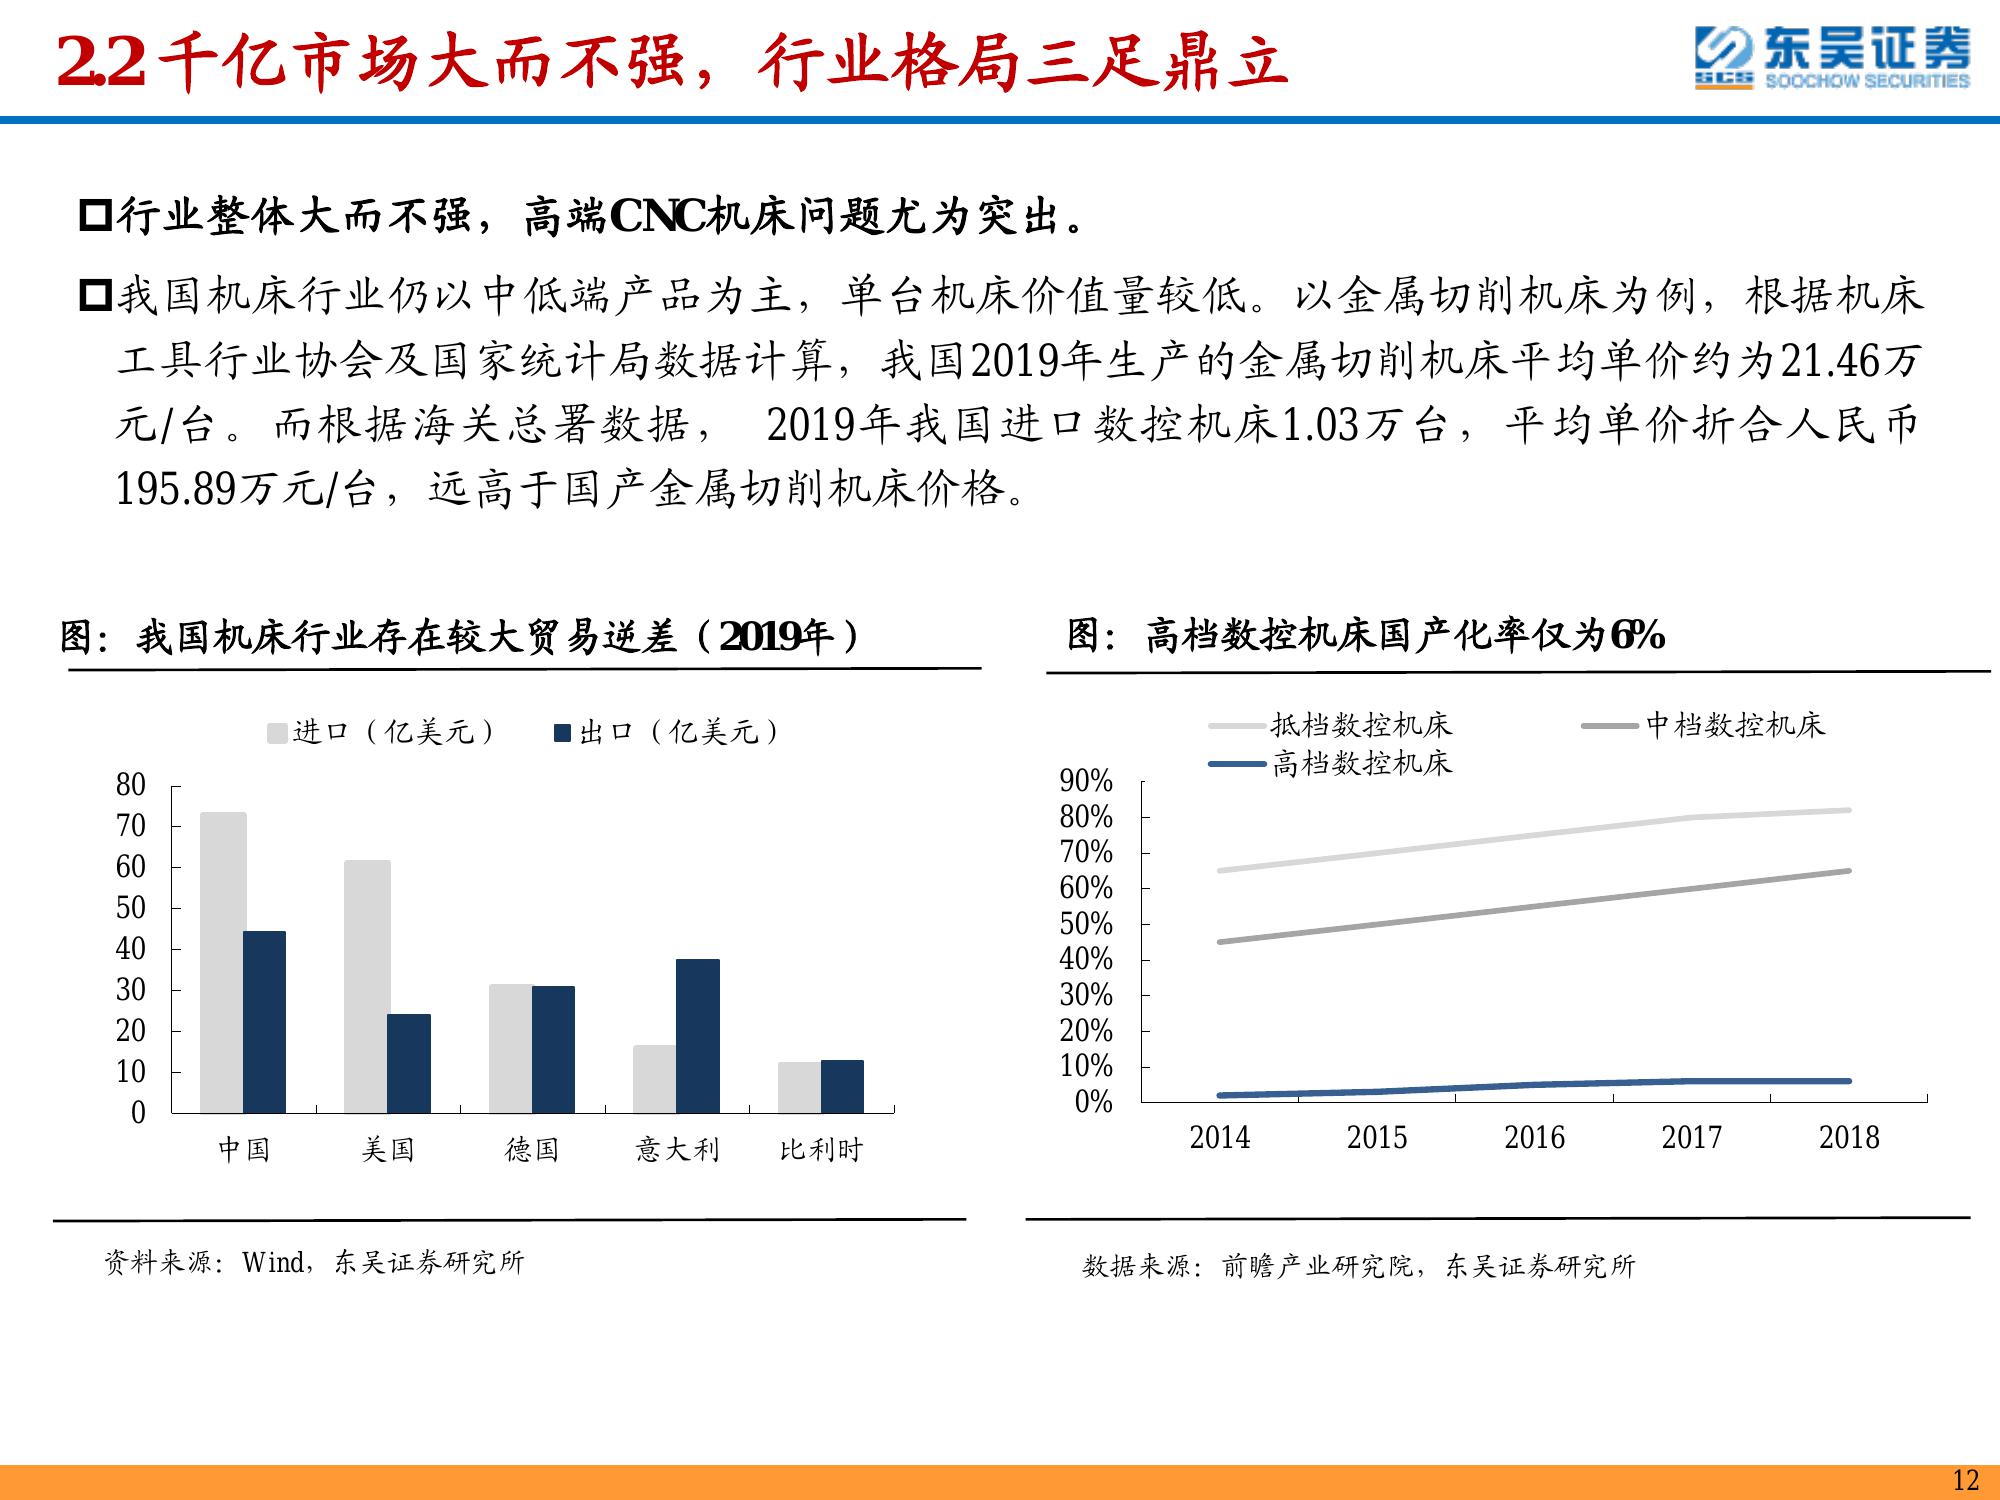 2.2千亿市场大而不强，行业格局三足鼎立
东吴证券
SCS
SOOCHOW SECURITIES
行业整体大而不强，高端CNC机床问题尤为突出。
我国机床行业仍以中低端产品为主，单台机床价值量较低。以金属切削机床为例，根据机床
工具行业协会及国家统计局数据计算，我国2019年生产的金属切削机床平均单价约为21.46万
元/台。而根据海关总署数据， 2019年我国进口数控机床1.03万台，平均单价折合人民币
195.89万元/台，远高于国产金属切削机床价格。
图：我国机床行业存在较大贸易逆差（2019年）
进口（亿美元） 出口（亿美元）
80
70
60
50
40
30
20
10
0
中国 美国 德国 意大利 比利时
资料来源：Wind，东吴证券研究所
图：高档数控机床国产化率仅为6%
抵档数控机床 中档数控机床
高档数控机床
90%
80%
70%
60%
50%
40%
30%
20%
10%
0%
2014 2015 2016 2017 2018
数据来源：前瞻产业研究院，东吴证券研究所
12